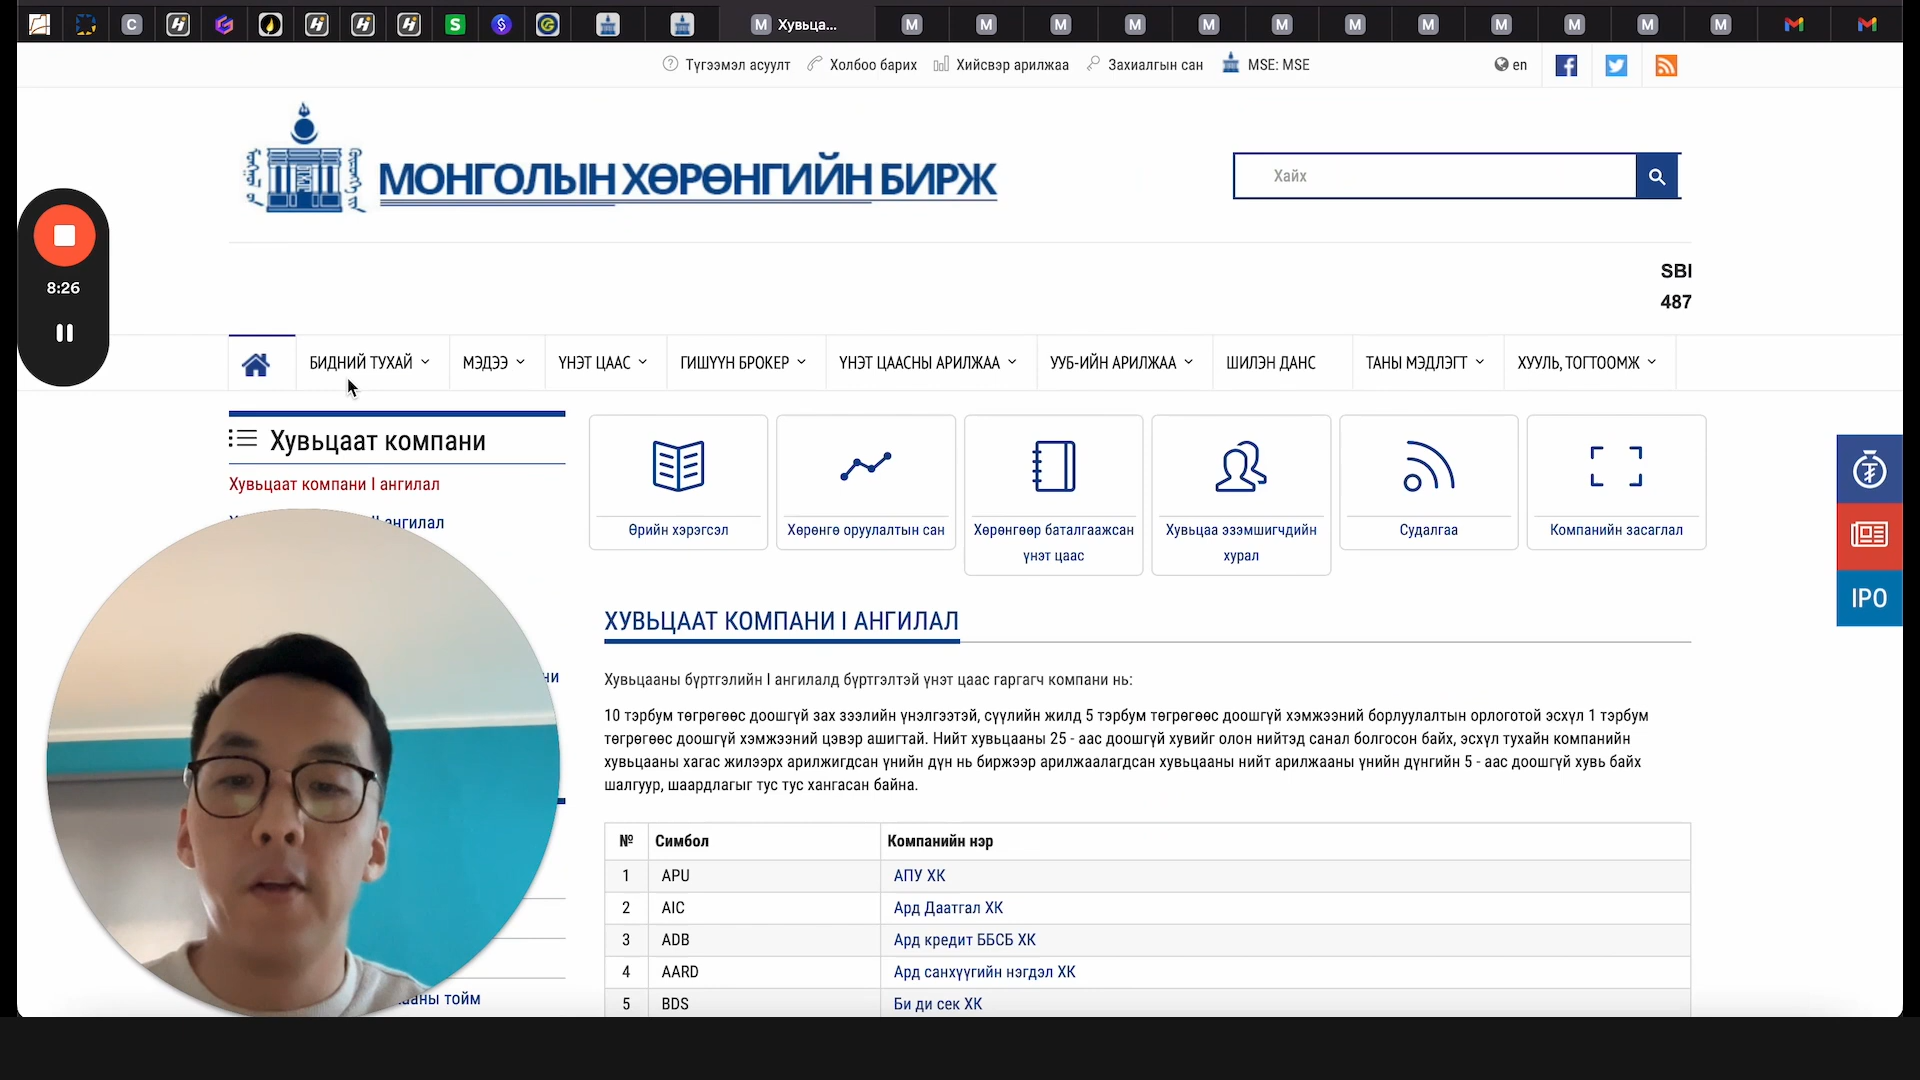 Хувьца...
Түгээмэл асуулт
Холбоо барих
Хийсвэр арилжаа
Захиалгын сан
MSE: MSE
en
МОНГОЛЫН ХӨРӨНГИЙН БИРЖ
Хайх
8:26
SBI
487
БИДНИЙ ТУХАЙ
МЭДЭЭ
ҮНЭТ ЦААС
ГИШҮҮН БРОКЕР
ҮНЭТ ЦААСНЫ АРИЛЖАА
УУБ-ИЙН АРИЛЖАА
ШИЛЭН ДАНС
ТАНЫ МЭДЛЭГТ
ХУУЛЬ, ТОГТООМЖ
Хувьцаат компани
Хувьцаат компани I ангилал
ангилал
Өрийн хэрэгсэл
Хөрөнгө оруулалтын сан
Хөрөнгөөр баталгаажсан
үнэт цаас
Хувьцаа эзэмшигчдийн
хурал
Судалгаа
Компанийн засаглал
IPO
ХУВЬЦААТ КОМПАНИ I АНГИЛАЛ
Хувьцааны бүртгэлийн I ангилалд бүртгэлтэй үнэт цаас гаргагч компани нь:
10 тэрбум төгрөгөөс доошгүй зах зээлийн үнэлгээтэй, сүүлийн жилд 5 тэрбум төгрөгөөс доошгүй хэмжээний борлуулалтын орлоготой эсхүл 1 тэрбум
төгрөгөөс доошгүй хэмжээний цэвэр ашигтай. Нийт хувьцааны 25 - аас доошгүй хувийг олон нийтэд санал болгосон байх, эсхүл тухайн компанийн
хувьцааны хагас жилээрх арилжигдсан үнийн дүн нь биржээр арилжаалагдсан хувьцааны нийт арилжааны үнийн дүнгийн 5 - аас доошгүй хувь байх
шалгуур, шаардлагыг тус тус хангасан байна.
№ Симбол Компанийн нэр
1 APU АПУ ХК
2 AIC Ард Даатгал ХК
3 ADB Ард кредит ББСБ ХК
4 AARD Ард санхүүгийн нэгдэл ХК
5 BDS Би ди сек ХК
тойм